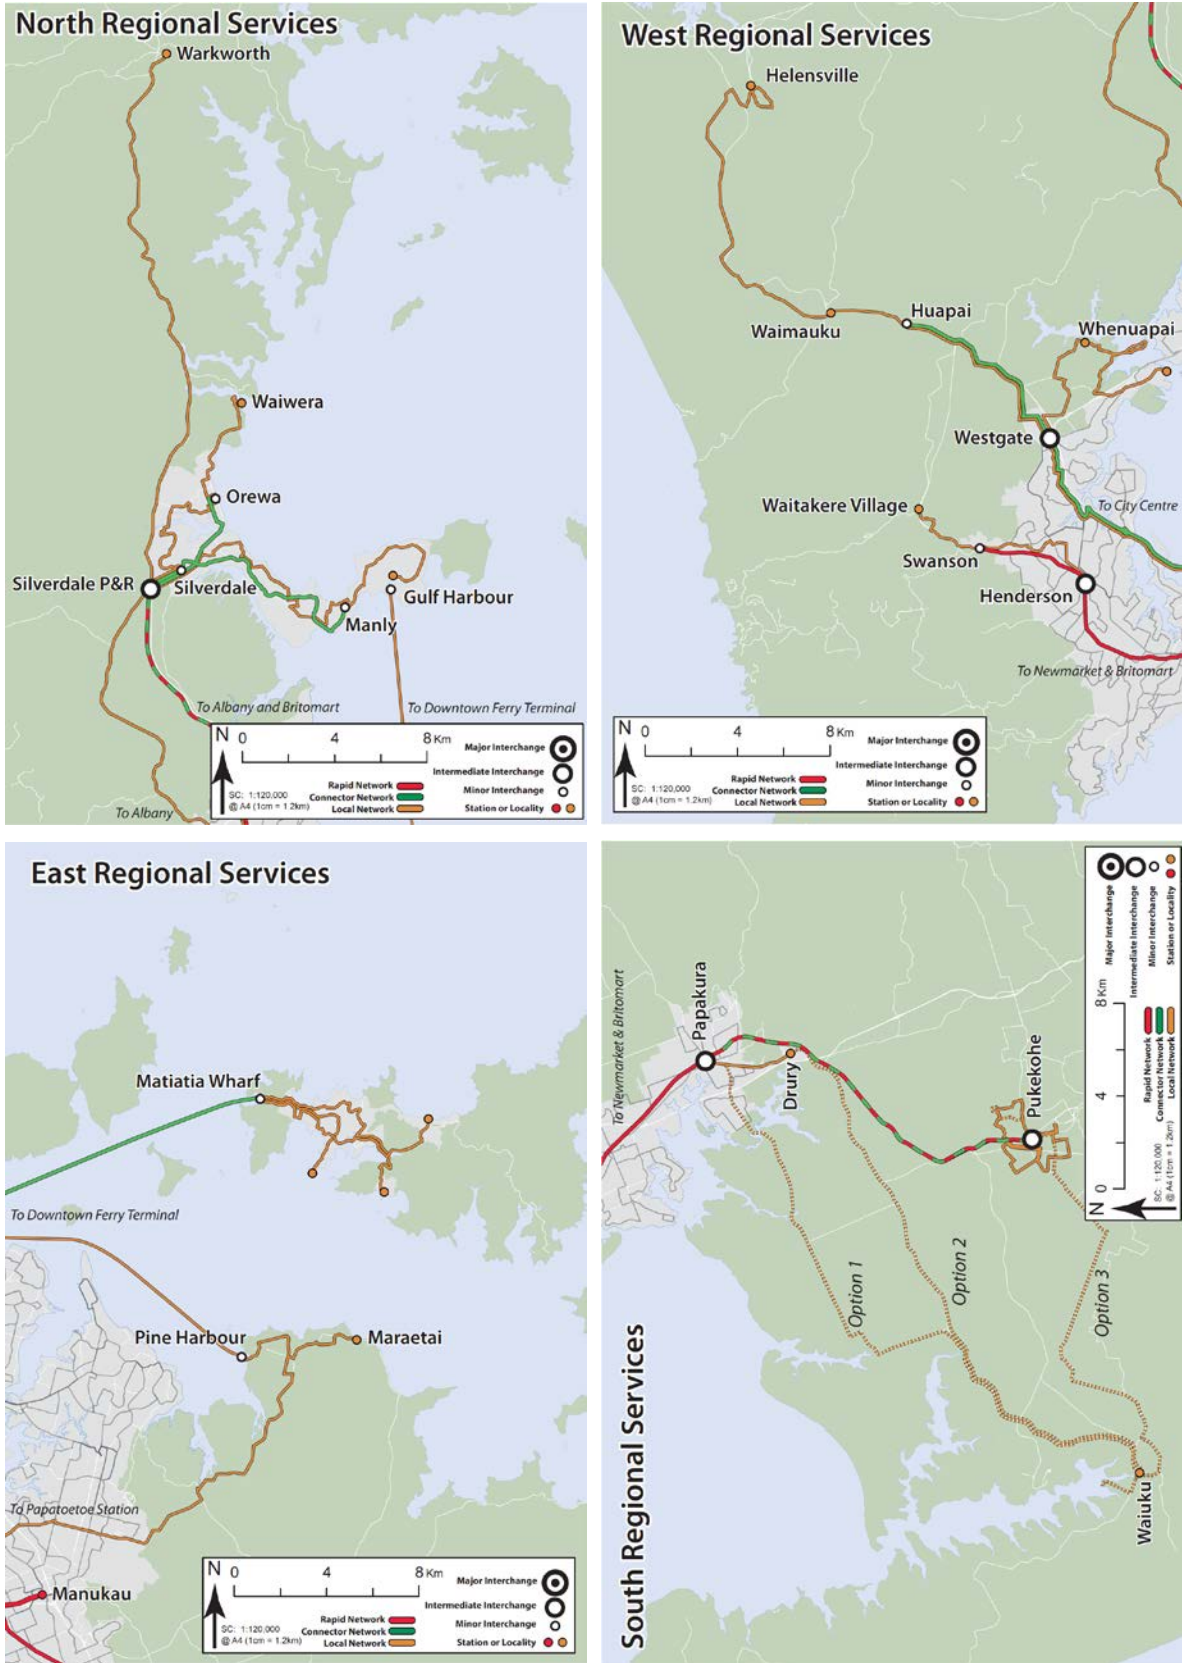 North Regional Services
Warkworth
Waiwera
Orewa
Silverdale P&R
Silverdale
Gulf Harbour
Manly
To Albany and Britomart
To Downtown Ferry Terminal
To Albany
N
0 4 8 Km
SC: 1:120,000
@ A4 (1cm = 1.2km)
Rapid Network
Connector Network
Local Network
Major Interchange
Intermediate Interchange
Minor Interchange
Station or Locality
West Regional Services
Helensville
Huapai
Waimauku
Whenuapai
Westgate
Waitakere Village
To City Centre
Swanson
Henderson
To Newmarket & Britomart
N
0 4 8 Km
SC: 1:120,000
@ A4 (1cm = 1.2km)
Rapid Network
Connector Network
Local Network
Major Interchange
Intermediate Interchange
Minor Interchange
Station or Locality
East Regional Services
Matiatia Wharf
To Downtown Ferry Terminal
Pine Harbour
Maraetai
To Papatoetoe Station
Manukau
N
0 4 8 Km
SC: 1:120,000
@ A4 (1cm = 1.2km)
Rapid Network
Connector Network
Local Network
Major Interchange
Intermediate Interchange
Minor Interchange
Station or Locality
South Regional Services
To Newmarket & Britomart
Papakura
Drury
Pukekohe
Option 1
Option 2
Option 3
Waiuku
N
0 4 8 Km
SC: 1:120,000
@ A4 (1cm = 1.2km)
Rapid Network
Connector Network
Local Network
Major Interchange
Intermediate Interchange
Minor Interchange
Station or Locality